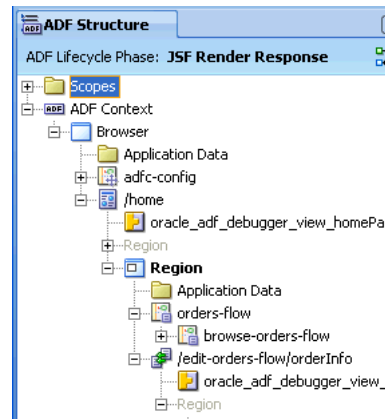 ADF Structure
ADF Lifecycle Phase: JSF Render Response
Scopes
ADF ADF Context
Browser
Application Data
adfc-config
/home
oracle_adf_debugger_view_homePa
Region
Region
Application Data
orders-flow
browse-orders-flow
/edit-orders-flow/orderInfo
oracle_adf_debugger_view_
Region